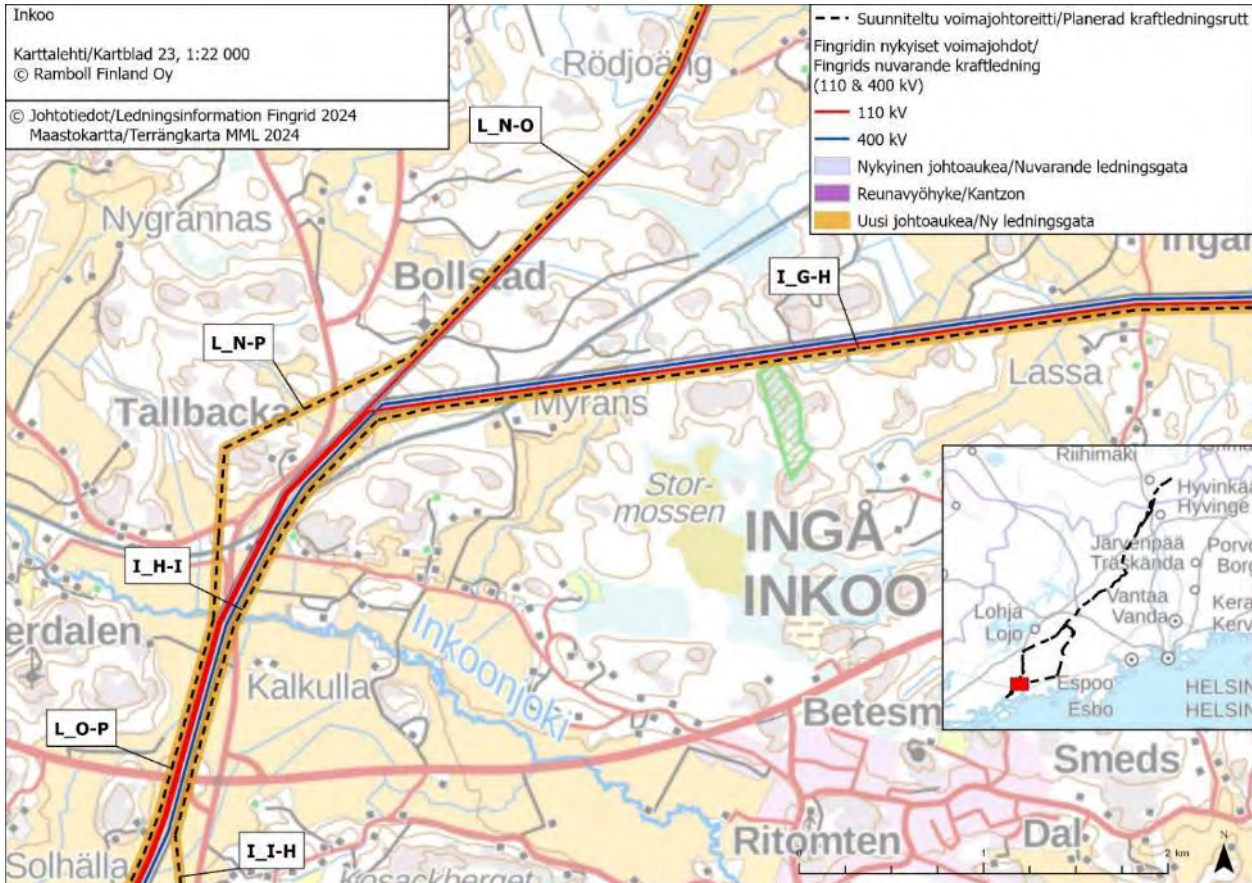 Inkoo
Karttalehti/Kartblad 23, 1:22 000
© Ramboll Finland Oy
© Johtotiedot/Ledningsinformation Fingrid 2024
Maastokartta/Terrängkarta MML 2024
Suunniteltu voimajohtoreitti/Planerad kraftledningsrutt
Fingridin nykyiset voimajohdot/
Fingrids nuvarande kraftledning
(110 & 400 kV)
110 kV
400 kV
Nykyinen johtoaukea/Nuvarande ledningsgata
Reunavyöhyke/Kantzon
Uusi johtoaukea/Ny ledningsgata
Rödjoäng
L_N-O
Nygrannas
Bollstad
I_G-H
L_N-P
Lassa
Tallbacka
Myrans
Stor-
mossen
INGÅ
INKOO
I_H-I
erdalen
Inkoonjoki
Kalkulla
L_O-P
Betesm
Smeds
Ritomten
Dal
I_I-H
Solhälla
Kosackberget
Riihimäki
Hyvinkää
Hyvinge
Järvenpää
Träskända
Porvo
Borg
Vantaa
Vanda
Kera
Kerv
Lohja
Lojo
Espoo
Esbo
HELSIN
HELSIN
N
0 1 2 km